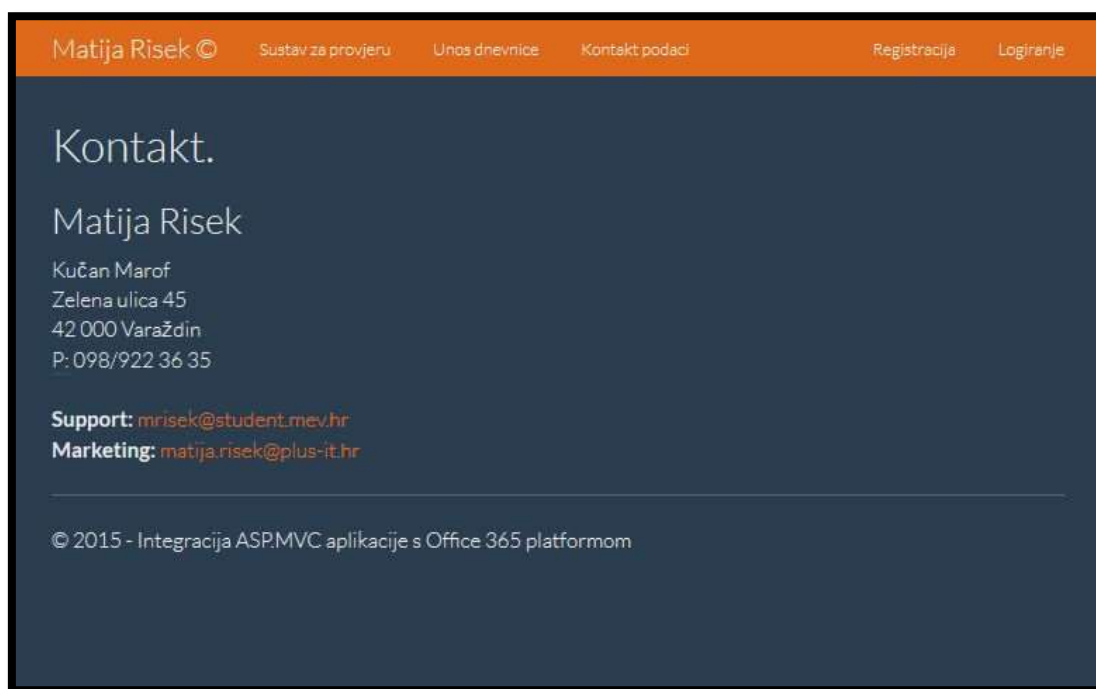 Matija Risek © Sustav za provjeru Unos dnevnice Kontakt podaci Registracija Logiranje
Kontakt.
Matija Risek
Kučan Marof
Zelena ulica 45
42 000 Varaždin
P: 098/922 36 35
Support: mrisek@student.mev.hr
Marketing: matija.risek@plus-it.hr
© 2015 - Integracija ASP.MVC aplikacije s Office 365 platformom